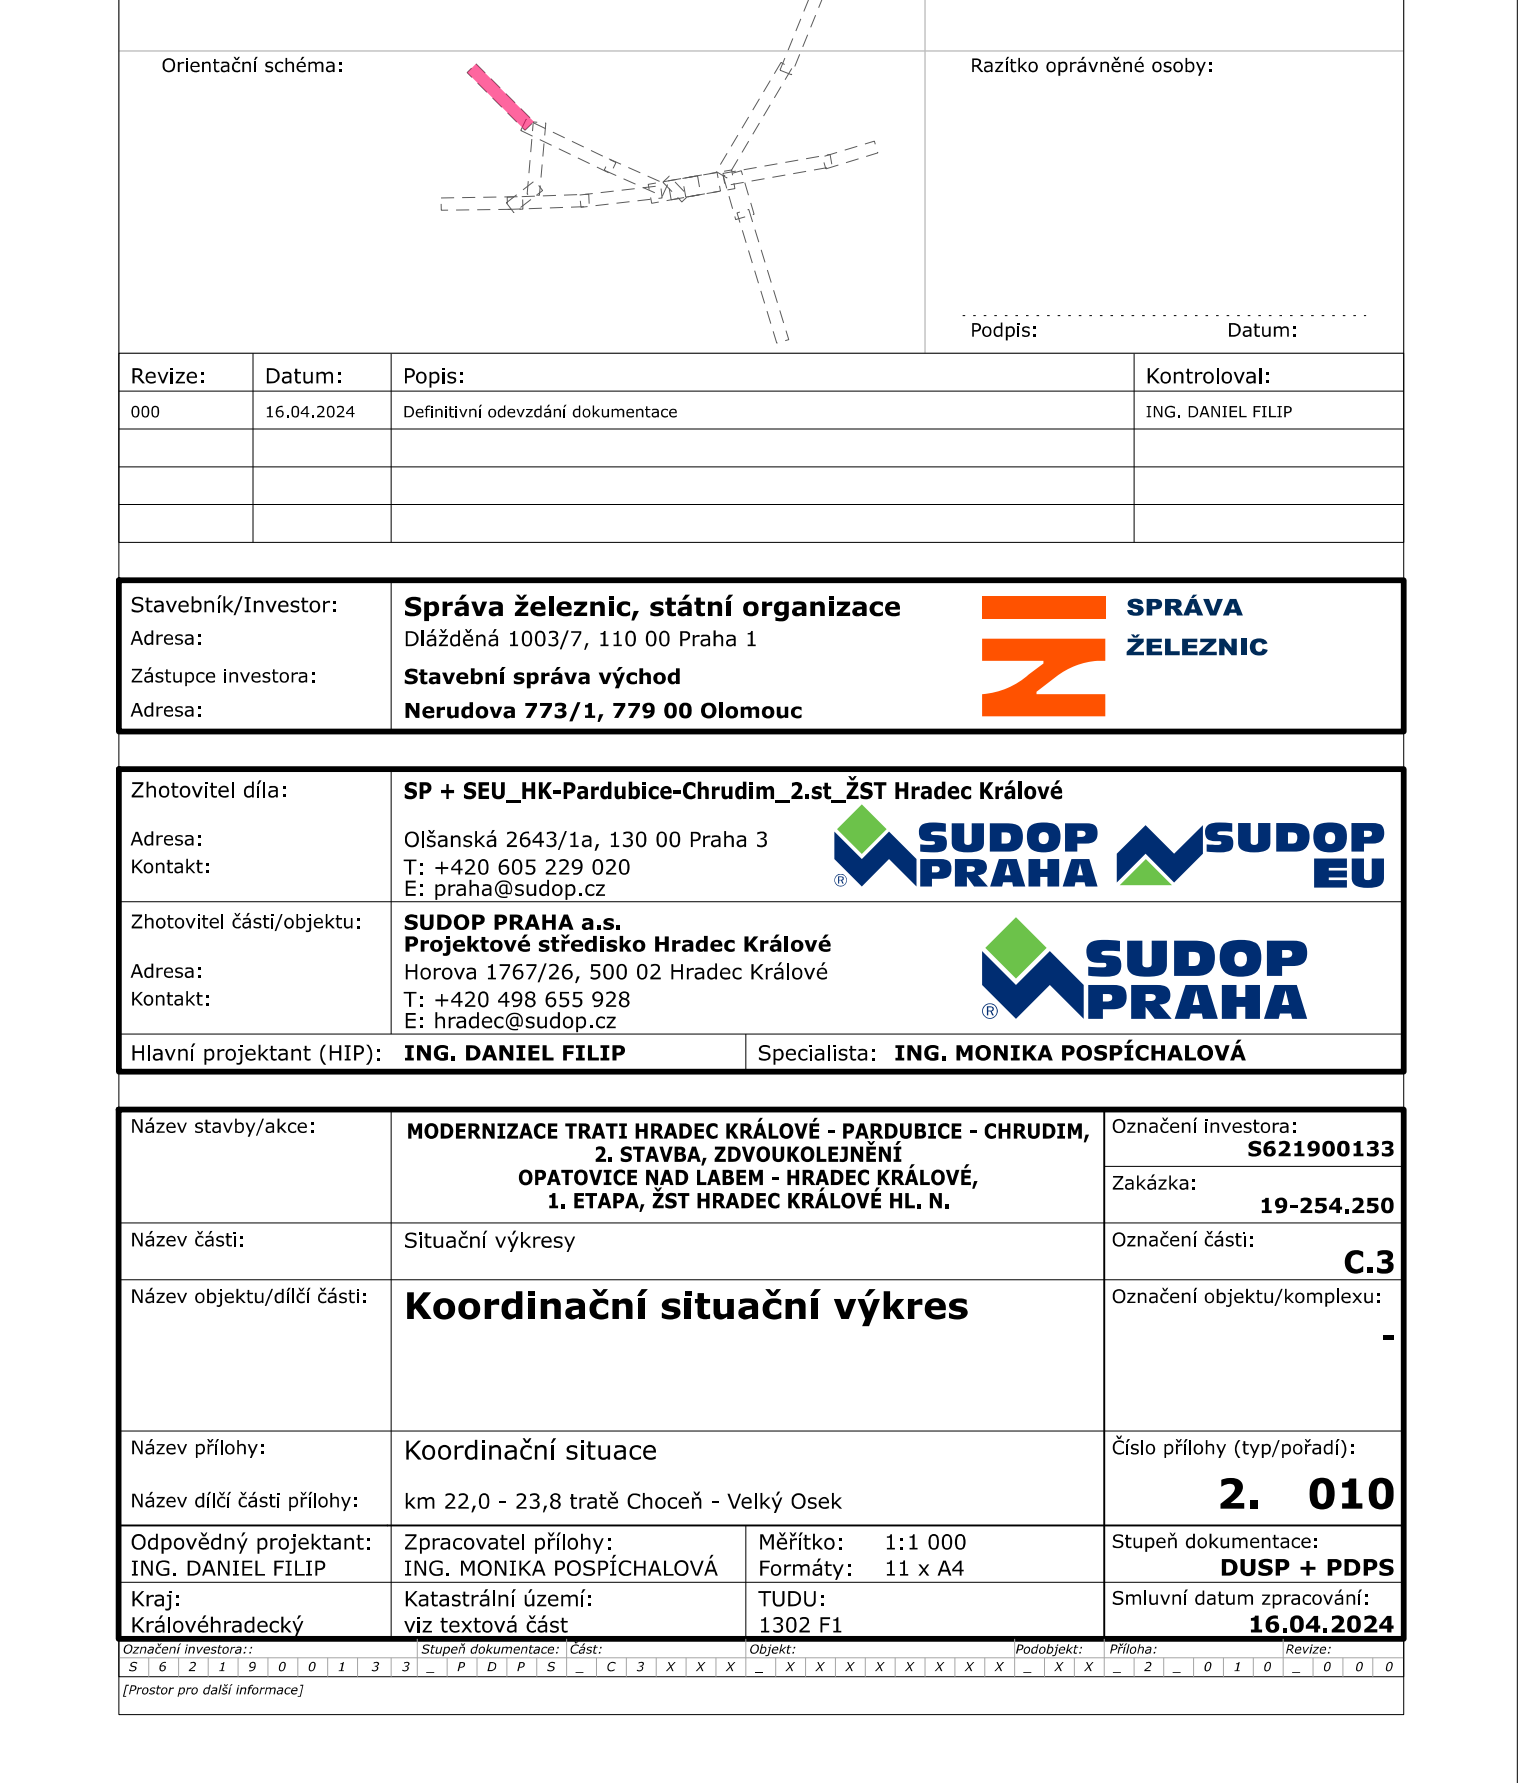 Orientační schéma:
Razítko oprávněné osoby:
Podpis: Datum:
Revize: Datum: Popis: Kontroloval:
000 16.04.2024 Definitivní odevzdání dokumentace ING. DANIEL FILIP
Stavebník/Investor: Správa železnic, státní organizace
Adresa: Dlážděná 1003/7, 110 00 Praha 1
Zástupce investora: Stavební správa východ
Adresa: Nerudova 773/1, 779 00 Olomouc
SPRÁVA
ŽELEZNIC
Zhotovitel díla: SP + SEU_HK-Pardubice-Chrudim_2.st_ŽST Hradec Králové
Adresa: Olšanská 2643/1a, 130 00 Praha 3
Kontakt: T: +420 605 229 020
E: praha@sudop.cz
SUDOP
PRAHA
®
SUDOP
EU
Zhotovitel části/objektu: SUDOP PRAHA a.s.
Projektové středisko Hradec Králové
Adresa: Horova 1767/26, 500 02 Hradec Králové
Kontakt: T: +420 498 655 928
E: hradec@sudop.cz
SUDOP
PRAHA
®
Hlavní projektant (HIP): ING. DANIEL FILIP Specialista: ING. MONIKA POSPÍCHALOVÁ
Název stavby/akce:
MODERNIZACE TRATI HRADEC KRÁLOVÉ - PARDUBICE - CHRUDIM,
2. STAVBA, ZDVOUKOLEJNĚNÍ
OPATOVICE NAD LABEM - HRADEC KRÁLOVÉ,
1. ETAPA, ŽST HRADEC KRÁLOVÉ HL. N.
Označení investora:
S621900133
Zakázka:
19-254.250
Název části: Situační výkresy
Označení části:
C.3
Název objektu/dílčí části: Koordinační situační výkres
Označení objektu/komplexu:
-
Název přílohy: Koordinační situace
Číslo přílohy (typ/pořadí):
2. 010
Název dílčí části přílohy: km 22,0 - 23,8 tratě Choceň - Velký Osek
Odpovědný projektant: Zpracovatel přílohy: Měřítko: 1:1 000 Stupeň dokumentace:
ING. DANIEL FILIP ING. MONIKA POSPÍCHALOVÁ Formáty: 11 x A4 DUSP + PDPS
Kraj: Katastrální území: TUDU: Smluvní datum zpracování:
Královéhradecký viz textová část 1302 F1 16.04.2024
Označení investora:: Stupeň dokumentace: Část: Objekt: Podobjekt: Příloha: Revize:
S 6 2 1 9 0 0 1 3 3 _ P D P S _ C 3 X X X _ X X X X X X X X _ X X _ 2 _ 0 1 0 _ 0 0 0
[Prostor pro další informace]